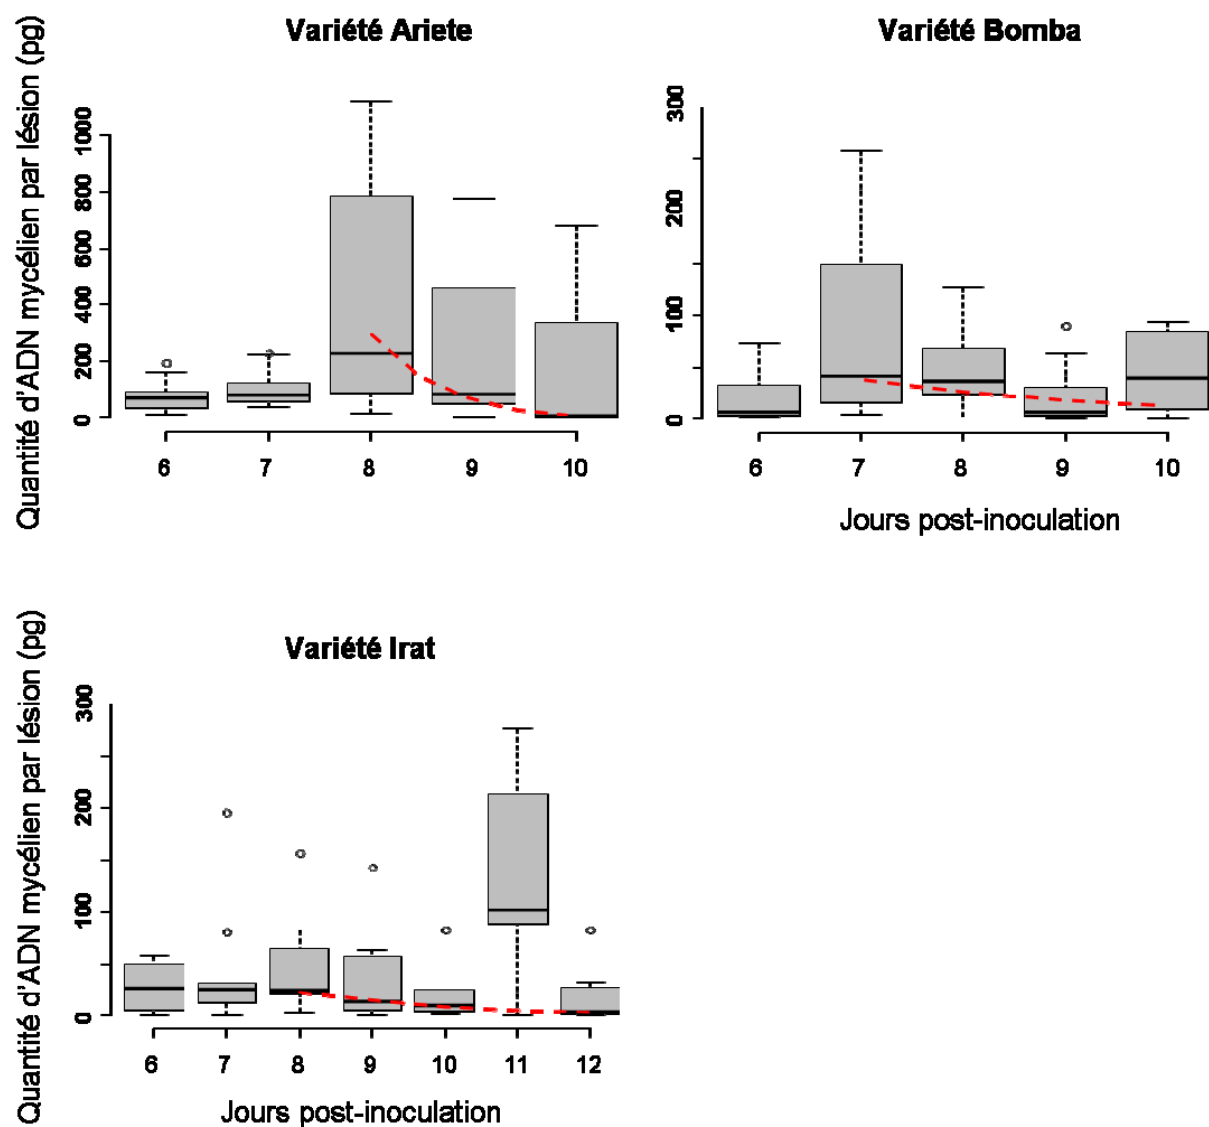 Variété Ariete
Quantité d'ADN mycélien par lésion (pg)
0 200 400 600 800 1000
6 7 8 9 10
Variété Bomba
0 100 200 300
6 7 8 9 10
Jours post-inoculation
Variété Irat
Quantité d'ADN mycélien par lésion (pg)
0 100 200 300
6 7 8 9 10 11 12
Jours post-inoculation